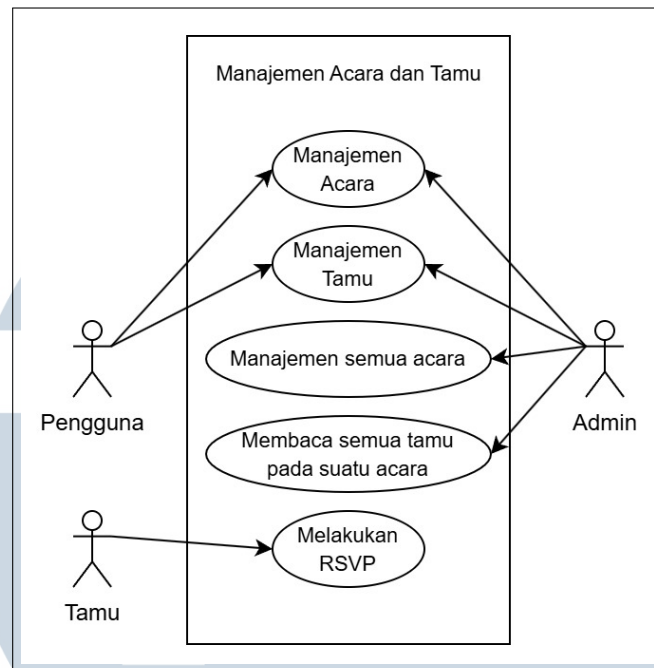 Manajemen Acara dan Tamu
Manajemen
Acara
Manajemen
Tamu
Manajemen semua acara
Pengguna
Admin
Membaca semua tamu
pada suatu acara
Melakukan
RSVP
Tamu